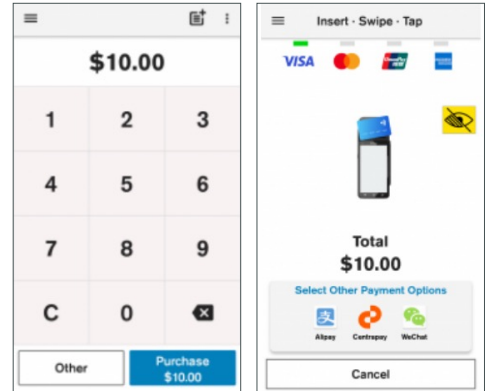 $10.00
1 2 3
4 5 6
7 8 9
C 0
Other
Purchase
$10.00
Insert · Swipe · Tap
VISA
Total
$10.00
Select Other Payment Options
Alipay Centrapay WeChat
Cancel